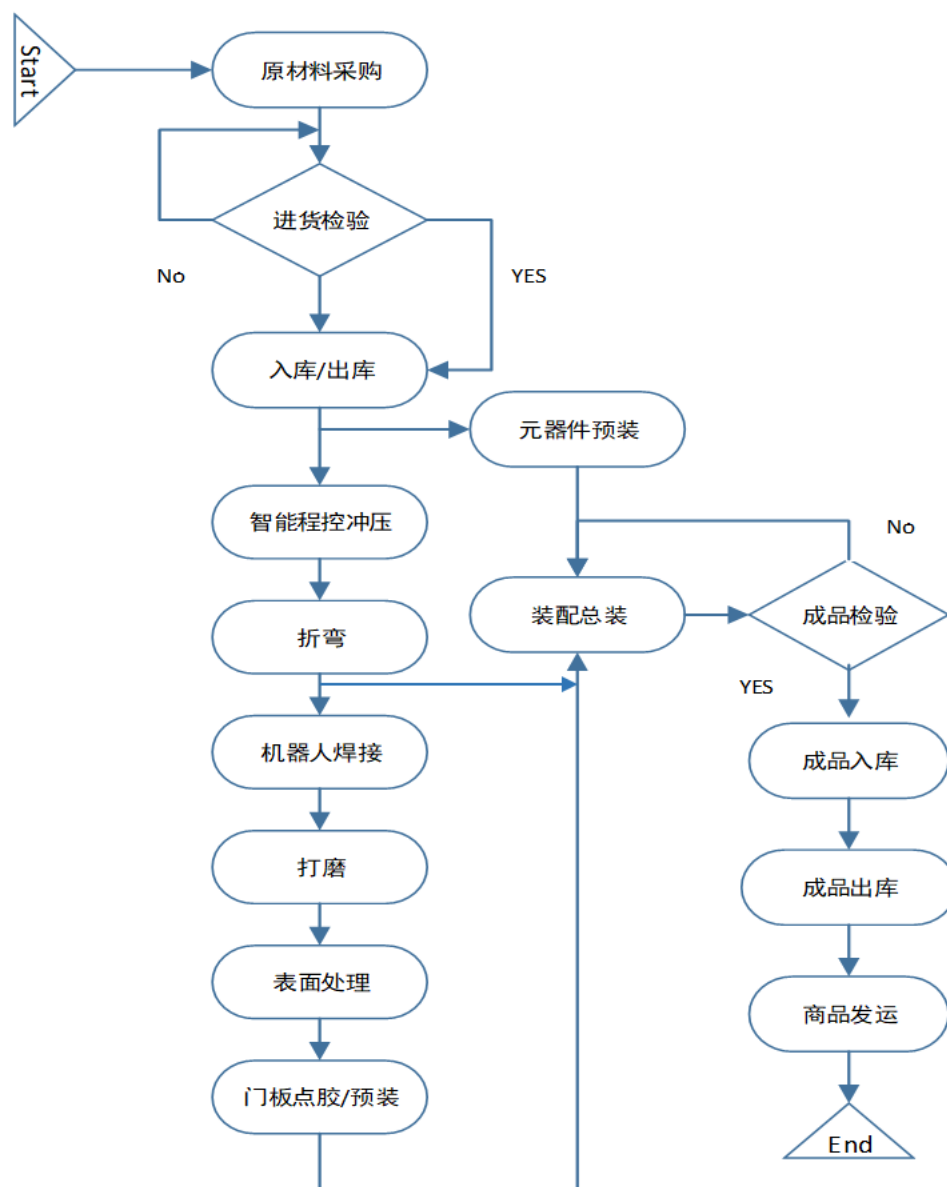 Start
原材料采购
进货检验
No
YES
入库/出库
元器件预装
智能程控冲压
No
折弯
装配总装
成品检验
YES
机器人焊接
成品入库
打磨
成品出库
表面处理
商品发运
门板点胶/预装
End